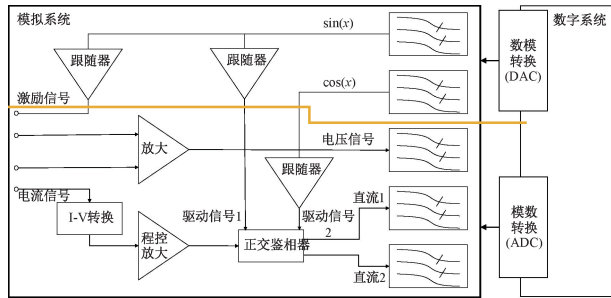 模拟系统
sin(x)
数字系统
跟随器
跟随器
数模
转换
(DAC)
cos(x)
激励信号
放大
电压信号
跟随器
电流信号
I-V转换
程控
放大
驱动信号1
驱动信号
2
直流1
正交鉴相器
直流2
模数
转换
(ADC)